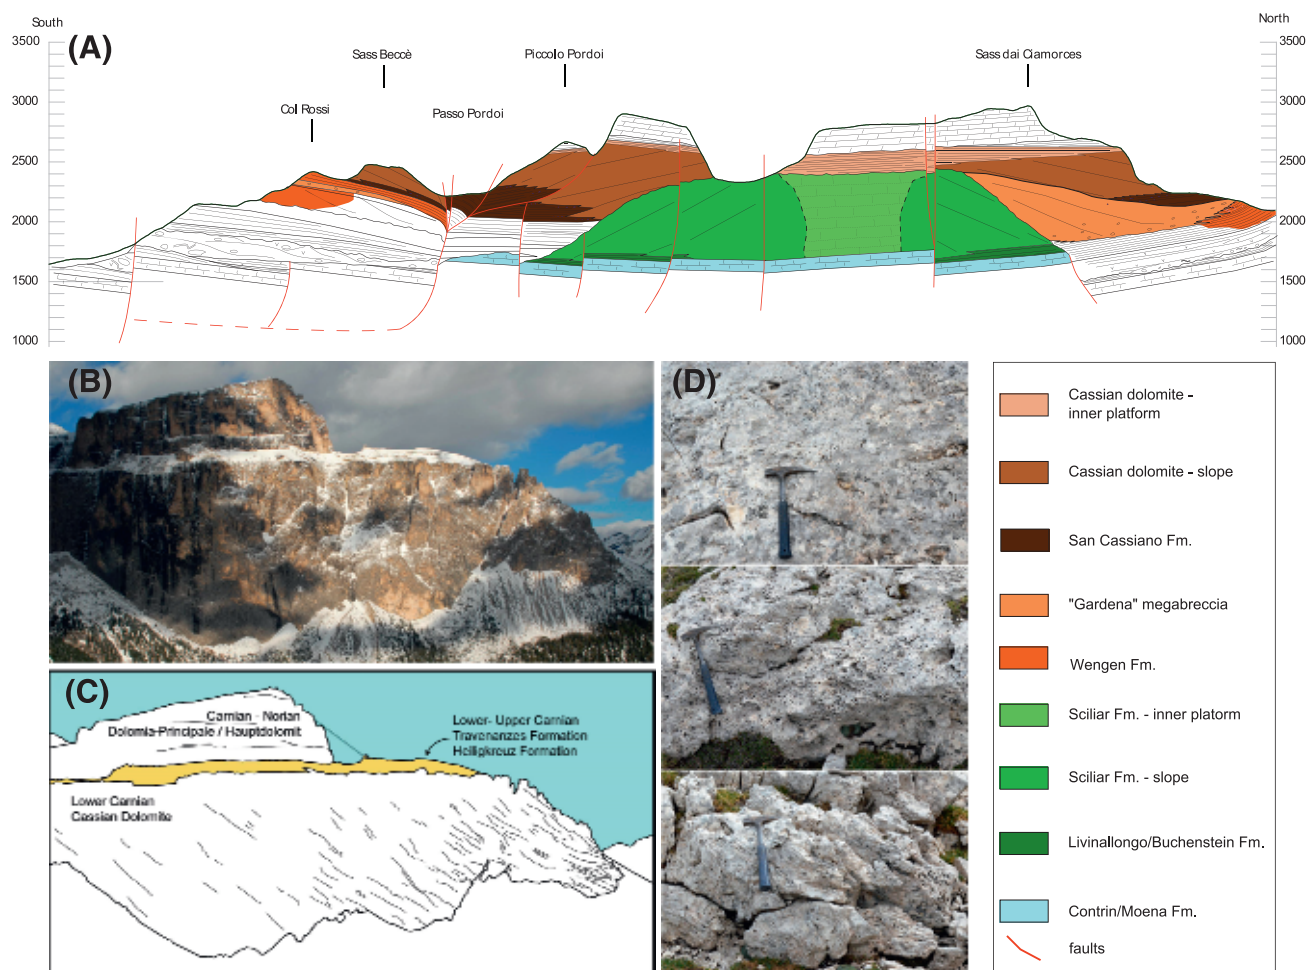 South
North
3500
3000
2500
2000
1500
1000
(A)
Sass Beccè
Piccolo Pordoi
Sass dai Ciamorces
Col Rossi
Passo Pordoi
3500
3000
2500
2000
1500
1000
(B)
(C)
Carnian - Norian
Dolomia Principale / Hauptdolomit
Lower- Upper Carnian
Travenanzes Formation
Heiligkreuz Formation
Lower Carnian
Cassian Dolomite
(D)
Cassian dolomite -
inner platform
Cassian dolomite - slope
San Cassiano Fm.
"Gardena" megabreccia
Wengen Fm.
Sciliar Fm. - inner platorm
Sciliar Fm. - slope
Livinallongo/Buchenstein Fm.
Contrin/Moena Fm.
faults